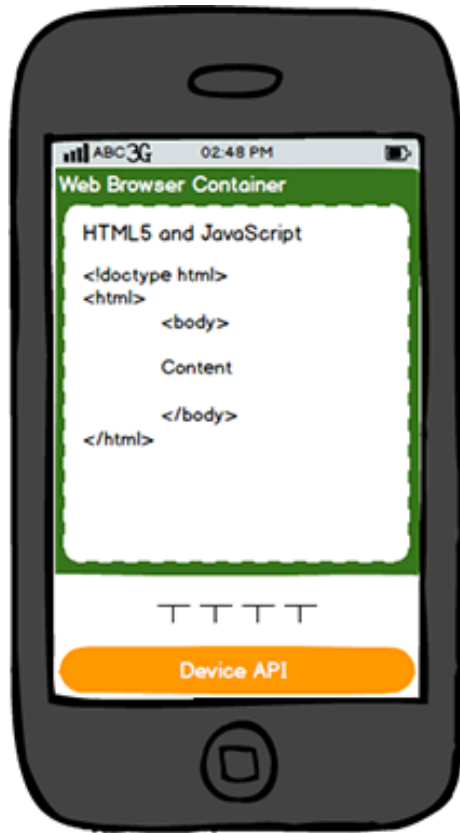 ABC 3G 02:48 PM
Web Browser Container
HTML5 and JavaScript
<!doctype html>
<html>
<body>
Content
</body>
</html>
Device API